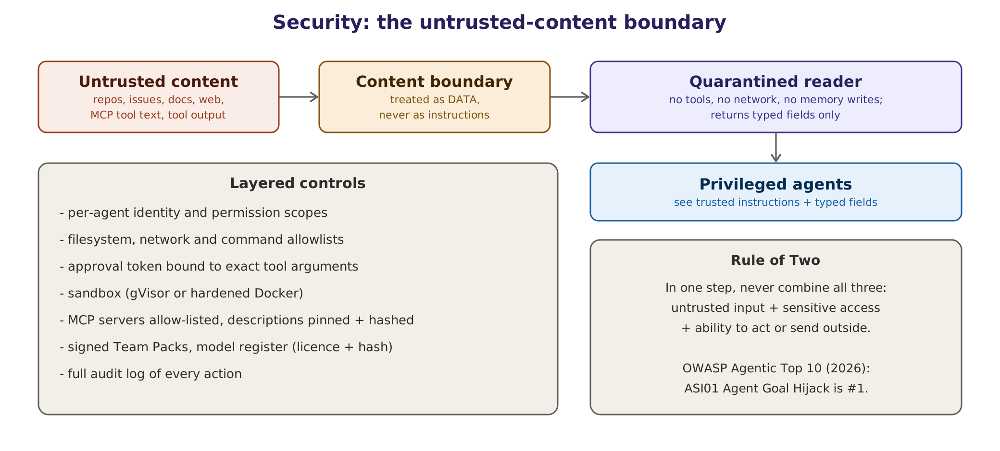 Security: the untrusted-content boundary
Untrusted content
repos, issues, docs, web,
MCP tool text, tool output
Content boundary
treated as DATA,
never as instructions
Quarantined reader
no tools, no network, no memory writes;
returns typed fields only
Privileged agents
see trusted instructions + typed fields
Layered controls
- per-agent identity and permission scopes
- filesystem, network and command allowlists
- approval token bound to exact tool arguments
- sandbox (gVisor or hardened Docker)
- MCP servers allow-listed, descriptions pinned + hashed
- signed Team Packs, model register (licence + hash)
- full audit log of every action
Rule of Two
In one step, never combine all three:
untrusted input + sensitive access
+ ability to act or send outside.
OWASP Agentic Top 10 (2026):
ASI01 Agent Goal Hijack is #1.